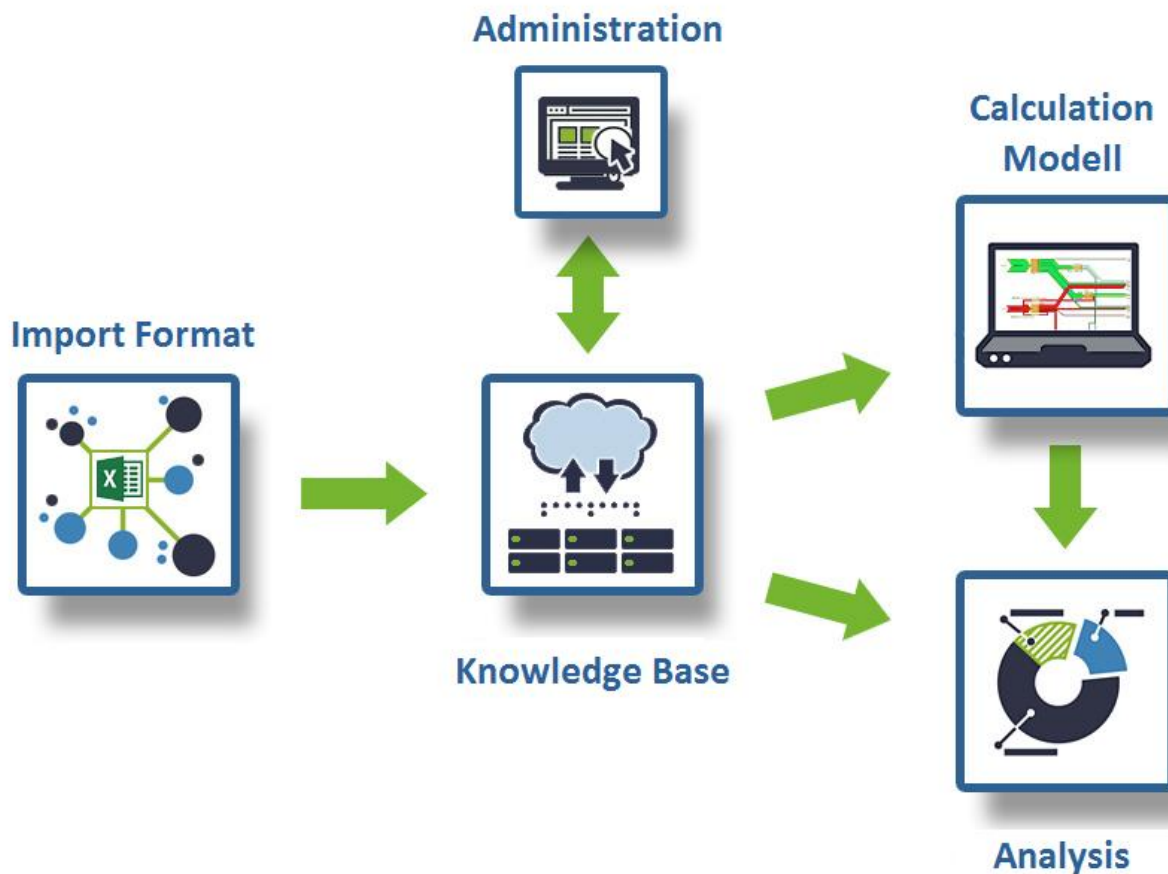 Administration
Calculation
Modell
Import Format
X
Knowledge Base
Analysis